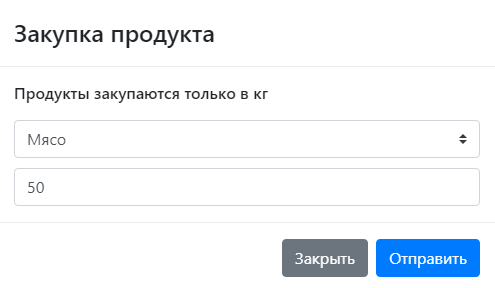 Закупка продукта
Продукты закупаются только в кг
Мясо
50
Закрыть Отправить